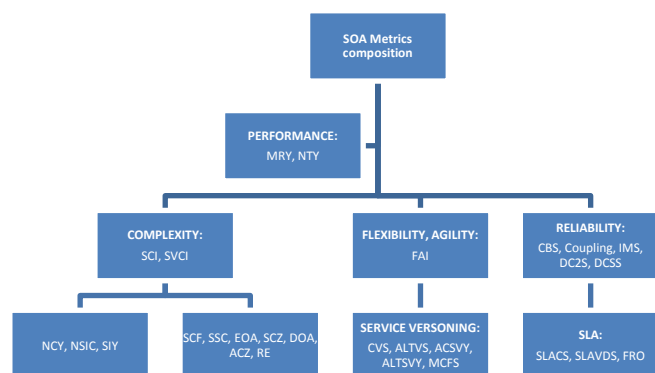 SOA Metrics
composition
PERFORMANCE:
MRY, NTY
COMPLEXITY:
SCI, SVCI
FLEXIBILITY, AGILITY:
FAI
RELIABILITY:
CBS, Coupling, IMS,
DC2S, DCSS
NCY, NSIC, SIY
SCF, SSC, EOA, SCZ, DOA,
ACZ, RE
SERVICE VERSONING:
CVS, ALTVS, ACSVY,
ALTSVY, MCFS
SLA:
SLACS, SLAVDS, FRO